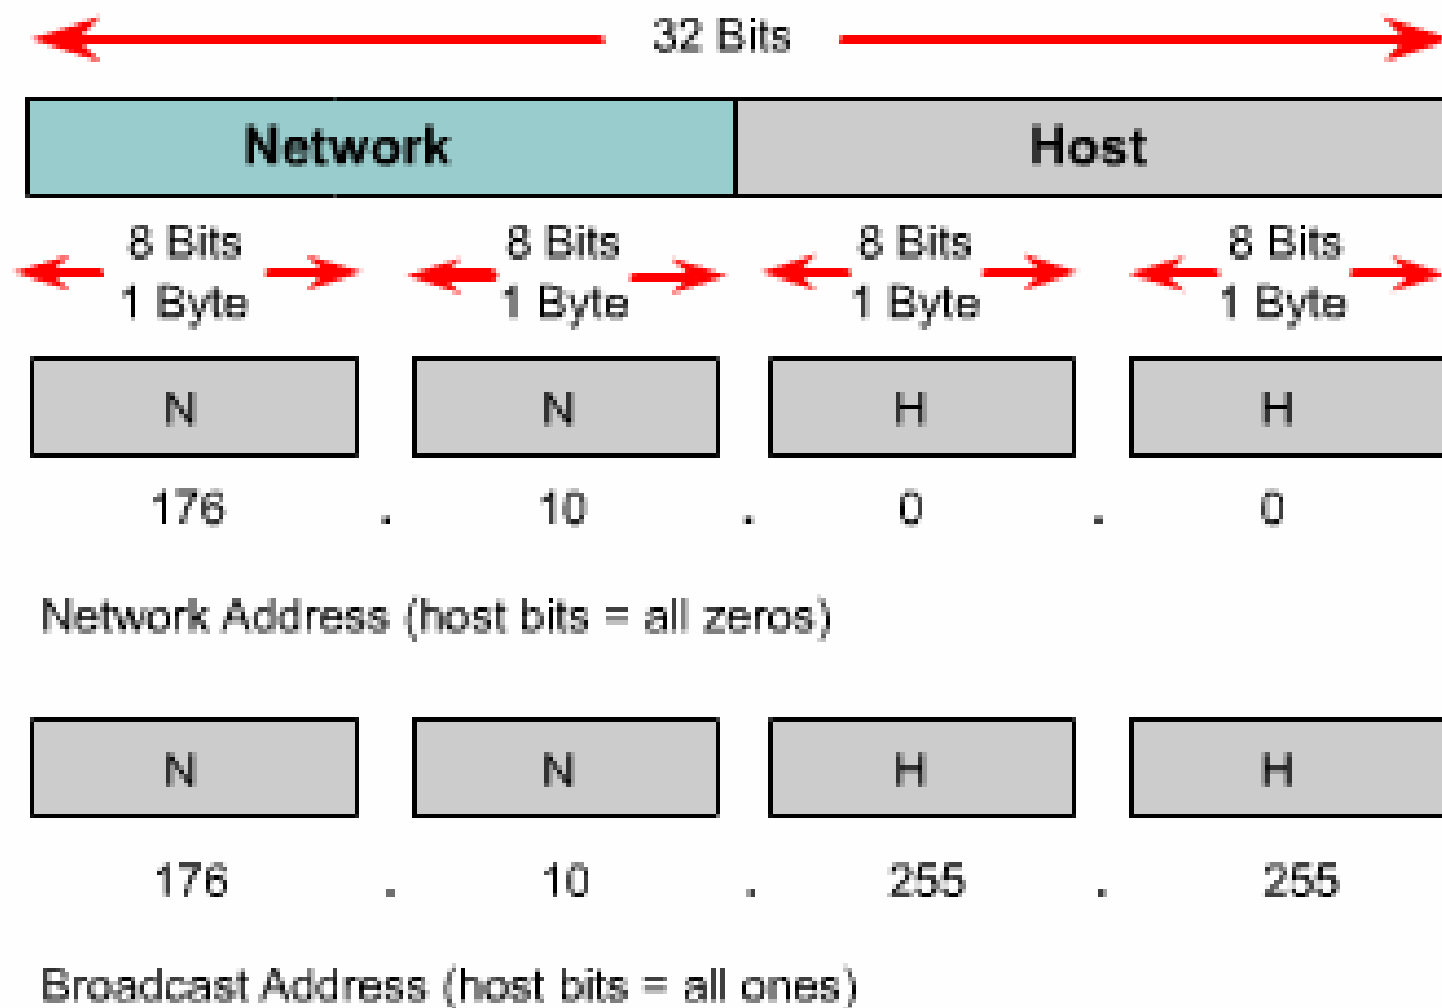 32 Bits
Network Host
8 Bits 8 Bits 8 Bits 8 Bits
1 Byte 1 Byte 1 Byte 1 Byte
N N H H
176 . 10 . 0 . 0
Network Address (host bits = all zeros)
N N H H
176 . 10 . 255 . 255
Broadcast Address (host bits = all ones)